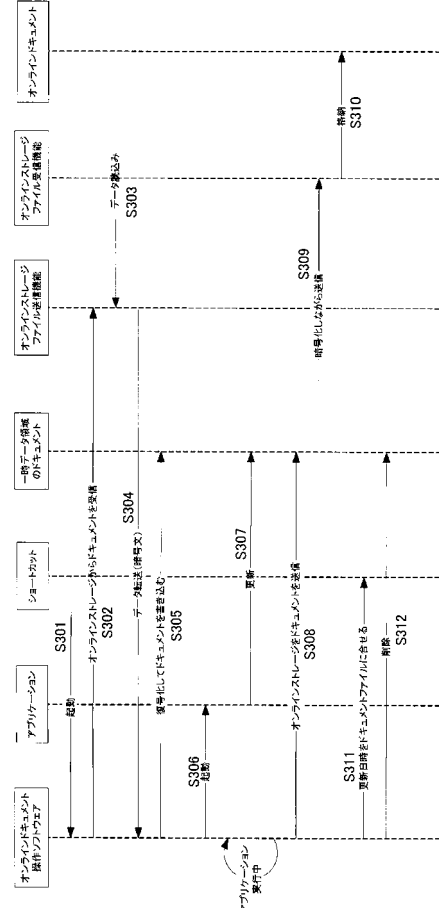 オンラインドキュメント
操作ソフトウェア
アプリケーション
ショートカット
一時データ領域
のドキュメント
オンラインストレージ
ファイル送信機能
オンラインストレージ
ファイル受信機能
オンラインドキュメント
S301
起動
オンラインストレージからドキュメントを受信
S302
データ読込み
S303
S304
データ転送(暗号文)
復号化してドキュメントを書き込む
S305
S306
起動
アプリケーション
実行中
S307
更新
オンラインストレージをドキュメントを送信
S308
S309
暗号化しながら送信
格納
S310
S311
更新日時をドキュメントファイルに合せる
削除
S312